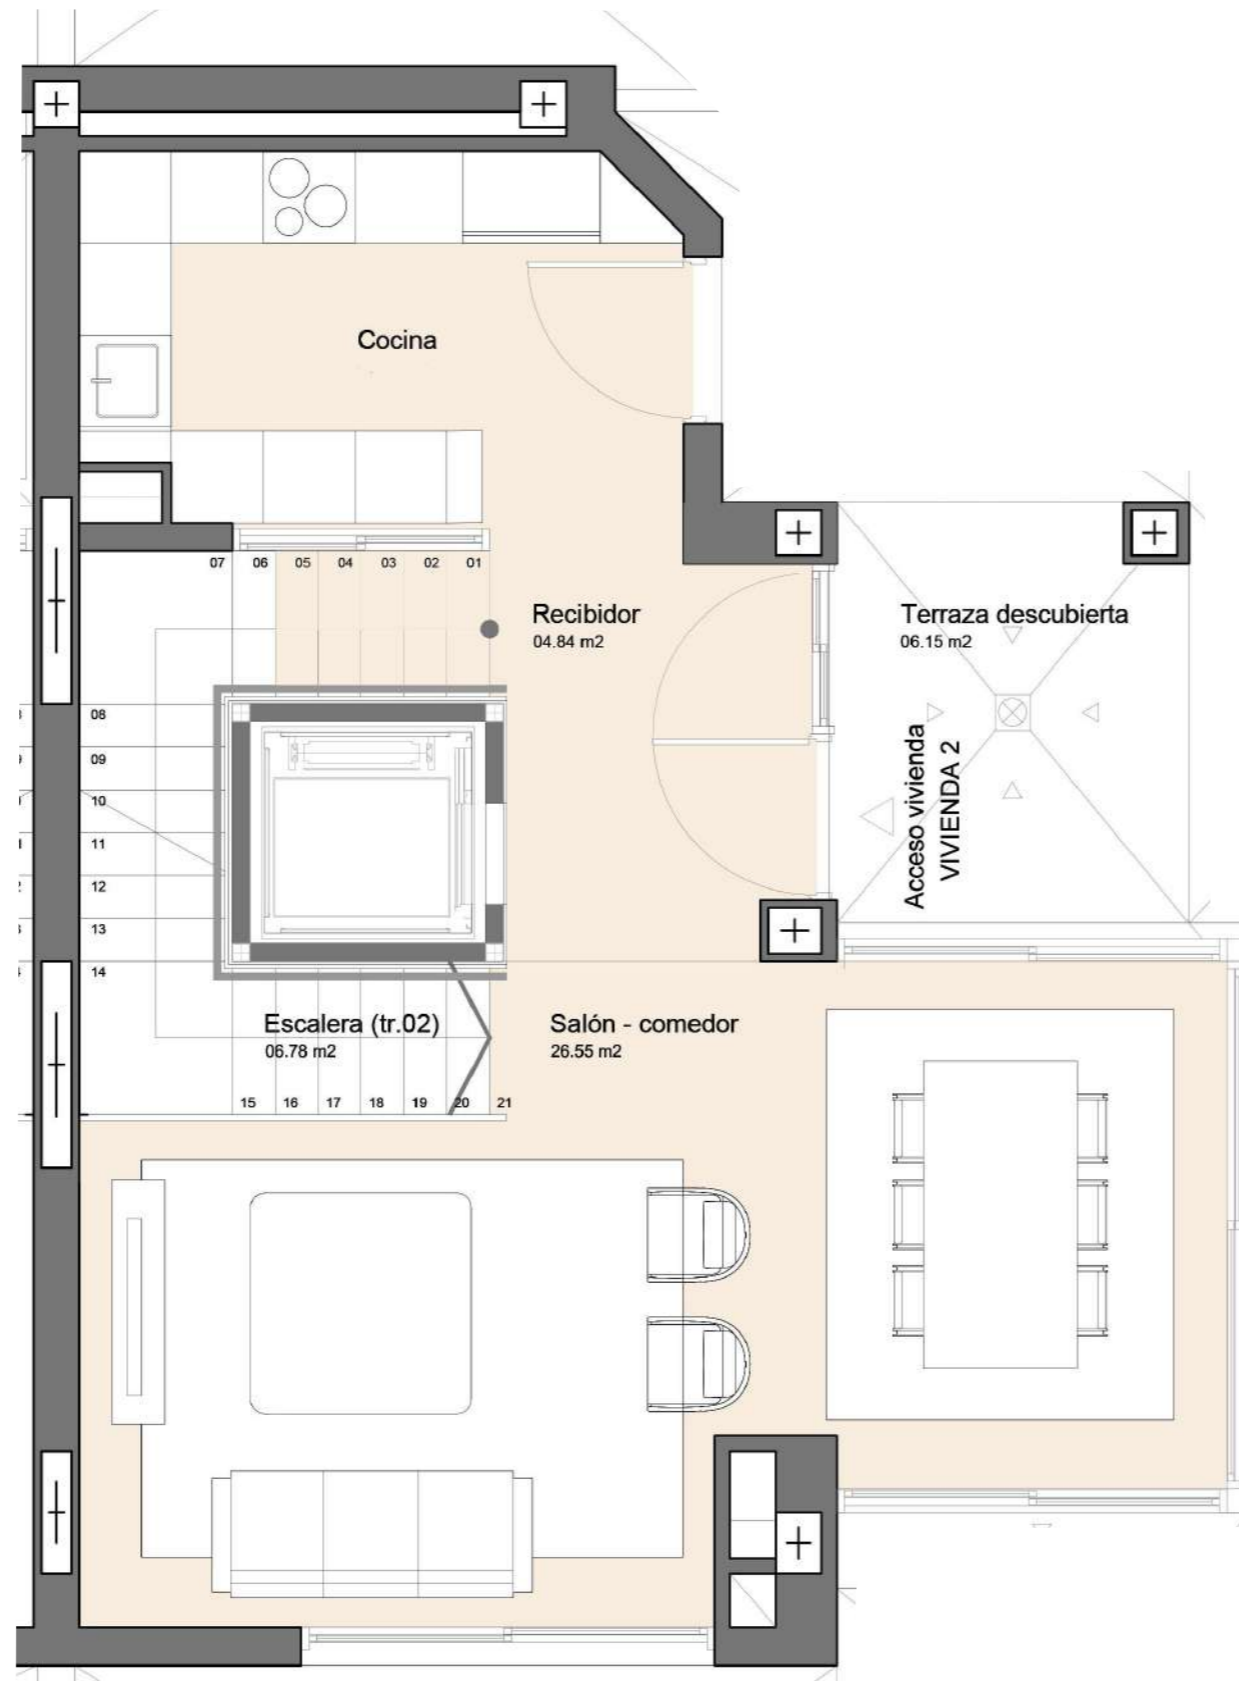 Cocina
07 06 05 04 03 02 01
Recibidor
04.84 m2
Terraza descubierta
06.15 m2
Acceso vivienda
VIVIENDA 2
08
09
10
11
12
13
14
Escalera (tr.02)
06.78 m2
Salón - comedor
26.55 m2
15 16 17 18 19 20 21